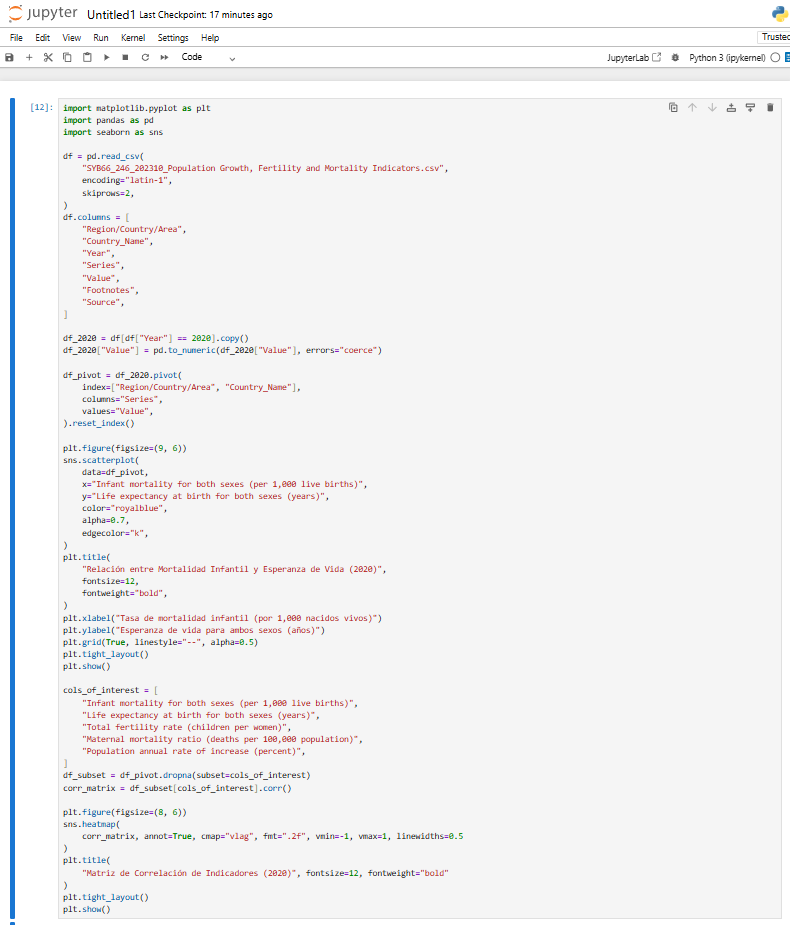 jupyter Untitled1 Last Checkpoint: 17 minutes ago
File Edit View Run Kernel Settings Help Trusted
Code JupyterLab Python 3 (ipykernel)
[12]: import matplotlib.pyplot as plt
import pandas as pd
import seaborn as sns

df = pd.read_csv(
    "SYB66_246_202310_Population Growth, Fertility and Mortality Indicators.csv",
    encoding="latin-1",
    skiprows=2,
)
df.columns = [
    "Region/Country/Area",
    "Country_Name",
    "Year",
    "Series",
    "Value",
    "Footnotes",
    "Source",
]

df_2020 = df[df["Year"] == 2020].copy()
df_2020["Value"] = pd.to_numeric(df_2020["Value"], errors="coerce")

df_pivot = df_2020.pivot(
    index=["Region/Country/Area", "Country_Name"],
    columns="Series",
    values="Value",
).reset_index()

plt.figure(figsize=(9, 6))
sns.scatterplot(
    data=df_pivot,
    x="Infant mortality for both sexes (per 1,000 live births)",
    y="Life expectancy at birth for both sexes (years)",
    color="royalblue",
    alpha=0.7,
    edgecolor="k",
)
plt.title(
    "Relación entre Mortalidad Infantil y Esperanza de Vida (2020)",
    fontsize=12,
    fontweight="bold",
)
plt.xlabel("Tasa de mortalidad infantil (por 1,000 nacidos vivos)")
plt.ylabel("Esperanza de vida para ambos sexos (años)")
plt.grid(True, linestyle="--", alpha=0.5)
plt.tight_layout()
plt.show()

cols_of_interest = [
    "Infant mortality for both sexes (per 1,000 live births)",
    "Life expectancy at birth for both sexes (years)",
    "Total fertility rate (children per women)",
    "Maternal mortality ratio (deaths per 100,000 population)",
    "Population annual rate of increase (percent)",
]
df_subset = df_pivot.dropna(subset=cols_of_interest)
corr_matrix = df_subset[cols_of_interest].corr()

plt.figure(figsize=(8, 6))
sns.heatmap(
    corr_matrix, annot=True, cmap="vlag", fmt=".2f", vmin=-1, vmax=1, linewidths=0.5
)
plt.title(
    "Matriz de Correlación de Indicadores (2020)", fontsize=12, fontweight="bold"
)
plt.tight_layout()
plt.show()